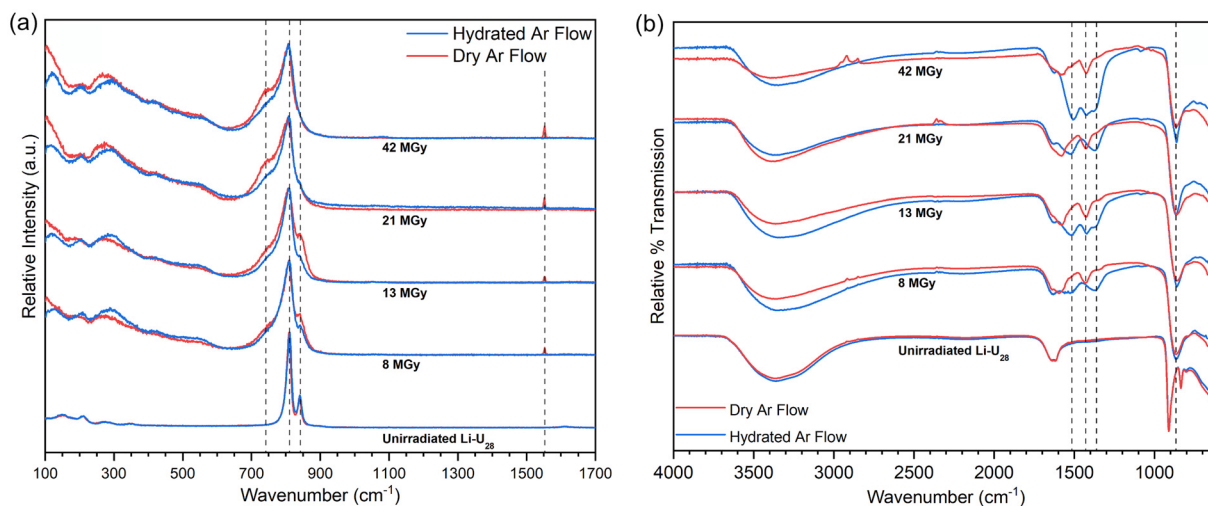 (a)
Hydrated Ar Flow
Dry Ar Flow
42 MGy
21 MGy
13 MGy
8 MGy
Unirradiated Li-U28
Relative Intensity (a.u.)
100 300 500 700 900 1100 1300 1500 1700
Wavenumber (cm-1)
(b)
42 MGy
21 MGy
13 MGy
8 MGy
Unirradiated Li-U28
Dry Ar Flow
Hydrated Ar Flow
Relative % Transmission
4000 3000 2500 2000 1500 1000
Wavenumber (cm-1)